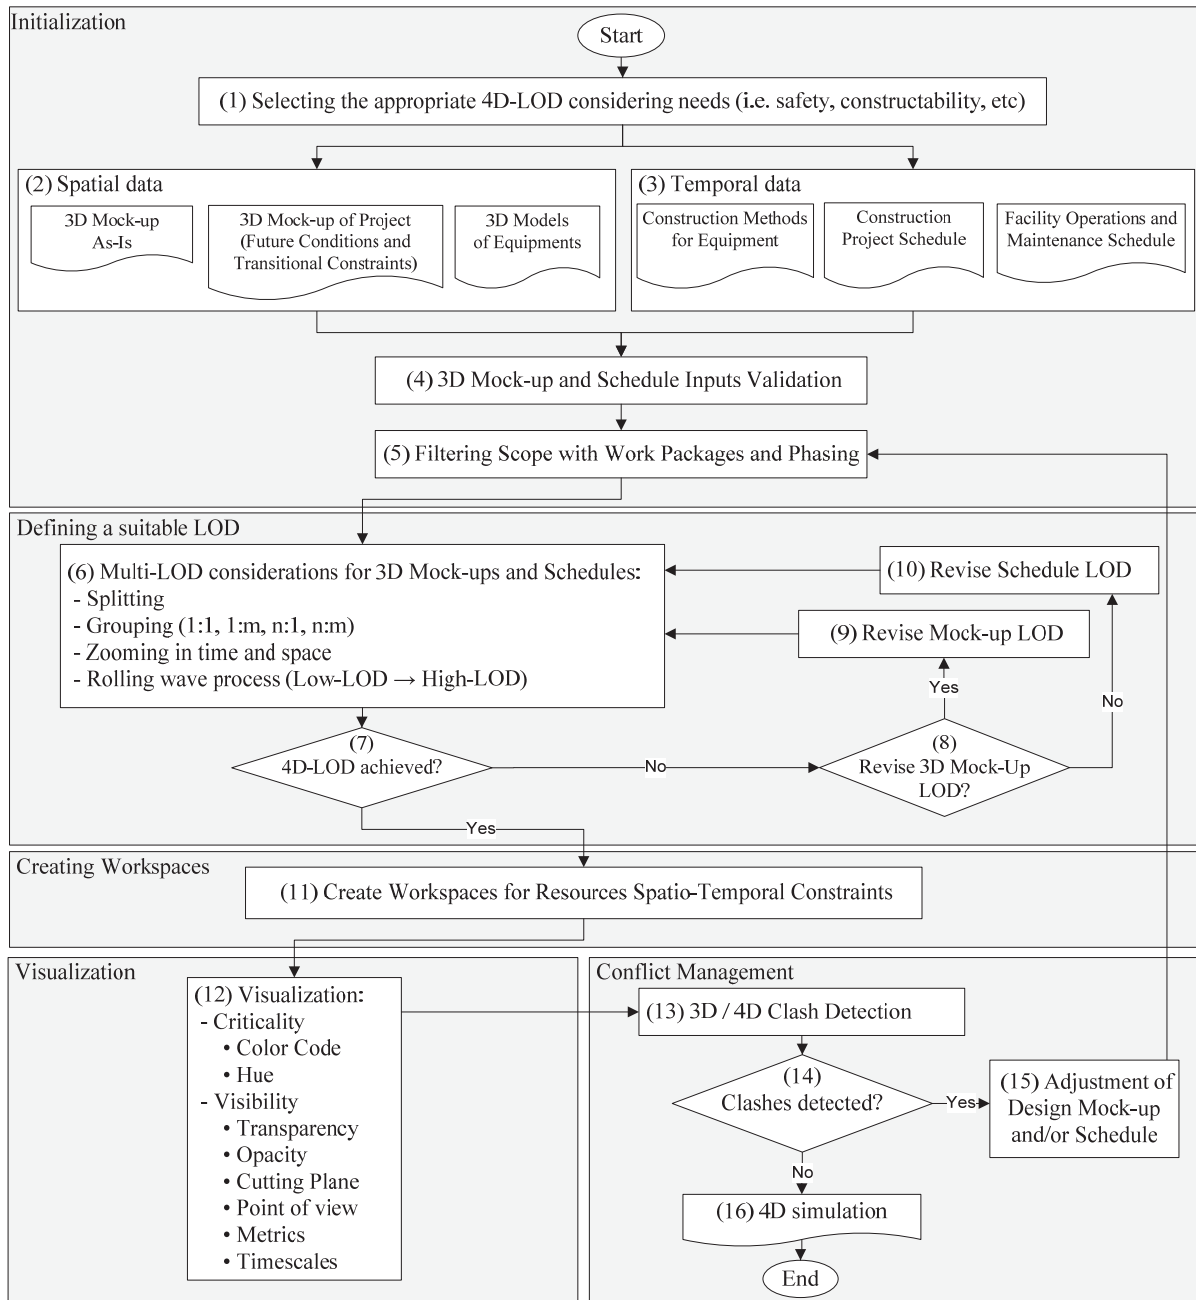 Initialization
Start
(1) Selecting the appropriate 4D-LOD considering needs (i.e. safety, constructability, etc)
(2) Spatial data
3D Mock-up
As-Is
3D Mock-up of Project
(Future Conditions and
Transitional Constraints)
3D Models
of Equipments
(3) Temporal data
Construction Methods
for Equipment
Construction
Project Schedule
Facility Operations and
Maintenance Schedule
(4) 3D Mock-up and Schedule Inputs Validation
(5) Filtering Scope with Work Packages and Phasing
Defining a suitable LOD
(6) Multi-LOD considerations for 3D Mock-ups and Schedules:
- Splitting
- Grouping (1:1, 1:m, n:1, n:m)
- Zooming in time and space
- Rolling wave process (Low-LOD → High-LOD)
(10) Revise Schedule LOD
(9) Revise Mock-up LOD
Yes
No
(7)
4D-LOD achieved?
No
(8)
Revise 3D Mock-Up
LOD?
Yes
Creating Workspaces
(11) Create Workspaces for Resources Spatio-Temporal Constraints
Visualization
(12) Visualization:
- Criticality
• Color Code
• Hue
- Visibility
• Transparency
• Opacity
• Cutting Plane
• Point of view
• Metrics
• Timescales
Conflict Management
(13) 3D / 4D Clash Detection
(14)
Clashes detected?
Yes
(15) Adjustment of
Design Mock-up
and/or Schedule
No
(16) 4D simulation
End